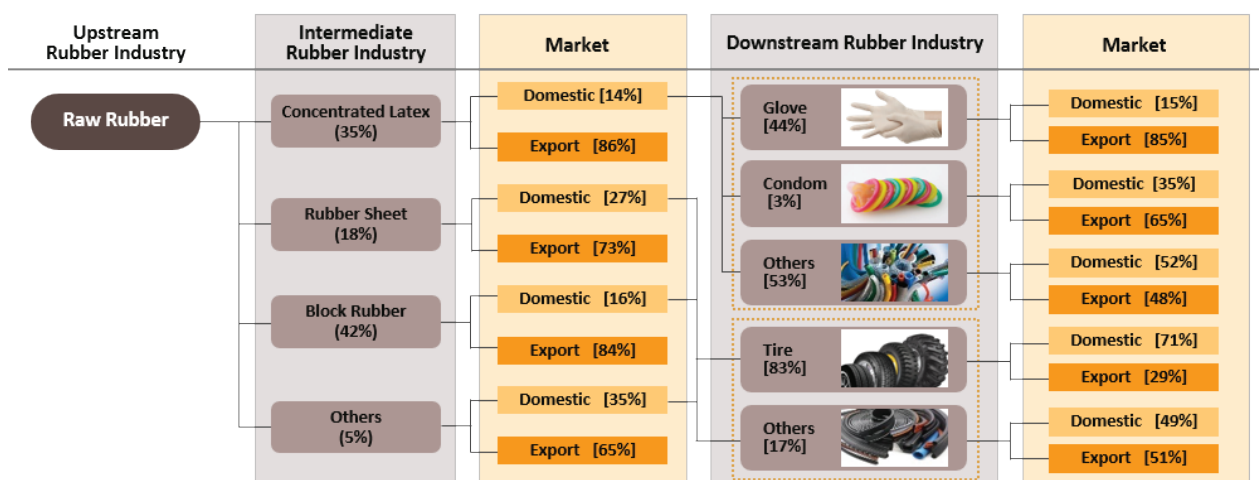 Upstream
Rubber Industry
Intermediate
Rubber Industry
Market
Downstream Rubber Industry
Market
Raw Rubber
Concentrated Latex
(35%)
Rubber Sheet
(18%)
Block Rubber
(42%)
Others
(5%)
Domestic [14%]
Export [86%]
Domestic [27%]
Export [73%]
Domestic [16%]
Export [84%]
Domestic [35%]
Export [65%]
Glove
[44%]
Condom
[3%]
Others
[53%]
Tire
[83%]
Others
[17%]
Domestic [15%]
Export [85%]
Domestic [35%]
Export [65%]
Domestic [52%]
Export [48%]
Domestic [71%]
Export [29%]
Domestic [49%]
Export [51%]